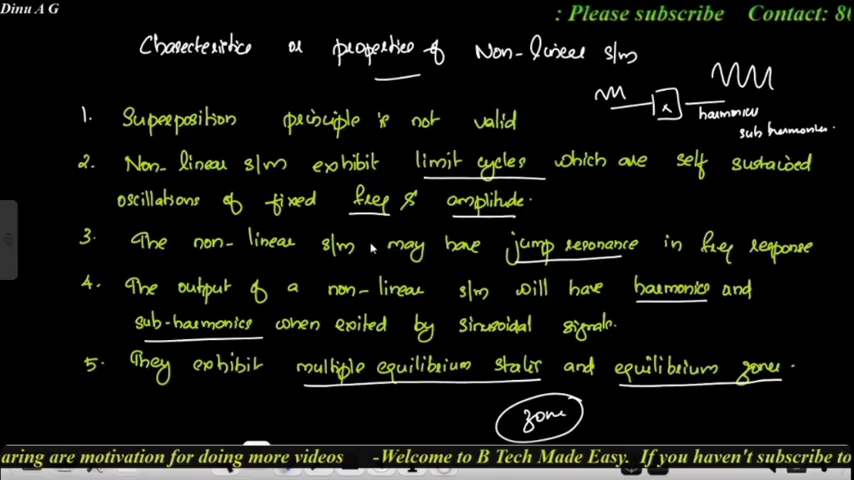 Dinu A G
: Please subscribe    Contact: 8
Charecteristics or properties of Non-linear s/m
x
harmonics
sub harmonics.
1. Superposition principle is not valid
2. Non-linear s/m exhibit limit cycles which are self sustained
oscillations of fixed freq & amplitude.
3. The non-linear s/m may have jump resonance in freq response
4. The output of a non-linear s/m will have harmonics and
sub-harmonics when exited by sinusoidal signals.
5. They exhibit multiple equilibrium states and equilibrium zones.
zone
aring are motivation for doing more videos    -Welcome to B Tech Made Easy. If you haven't subscribe to